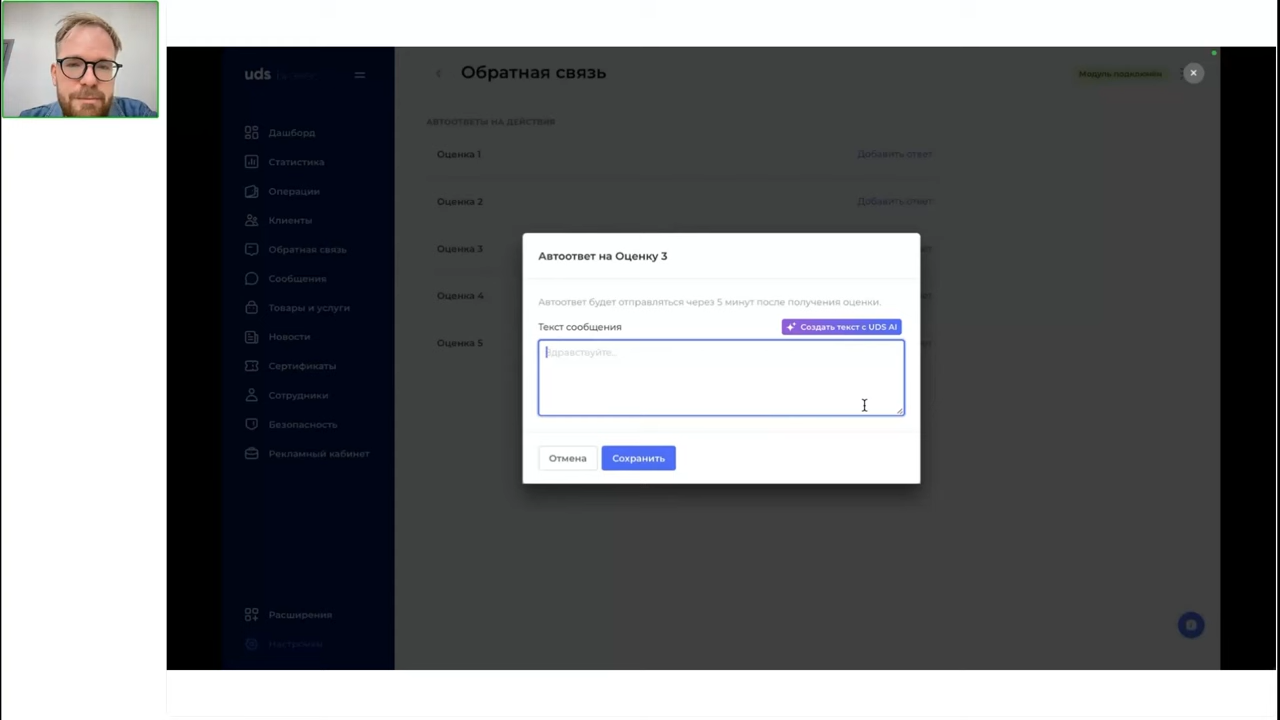 uds
Обратная связь
Модуль подключён
Дашборд
Статистика
Операции
Клиенты
Обратная связь
Сообщения
Товары и услуги
Новости
Сертификаты
Сотрудники
Безопасность
Рекламный кабинет
Расширения
Настройки
АВТООТВЕТЫ НА ДЕЙСТВИЯ
Оценка 1 Добавить ответ
Оценка 2 Добавить ответ
Оценка 3
Оценка 4
Оценка 5
Автоответ на Оценку 3
Автоответ будет отправляться через 5 минут после получения оценки.
Текст сообщения
Создать текст с UDS AI
Здравствуйте...
Отмена
Сохранить